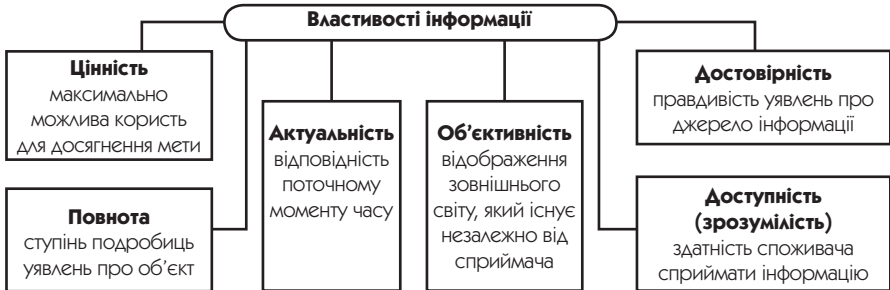 Властивості інформації
Цінність
максимально
можлива користь
для досягнення мети
Повнота
ступінь подробиць
уявлень про об’єкт
Актуальність
відповідність
поточному
моменту часу
Об’єктивність
відображення
зовнішнього
світу, який існує
незалежно від
сприймача
Достовірність
правдивість уявлень про
джерело інформації
Доступність
(зрозумілість)
здатність споживача
сприймати інформацію